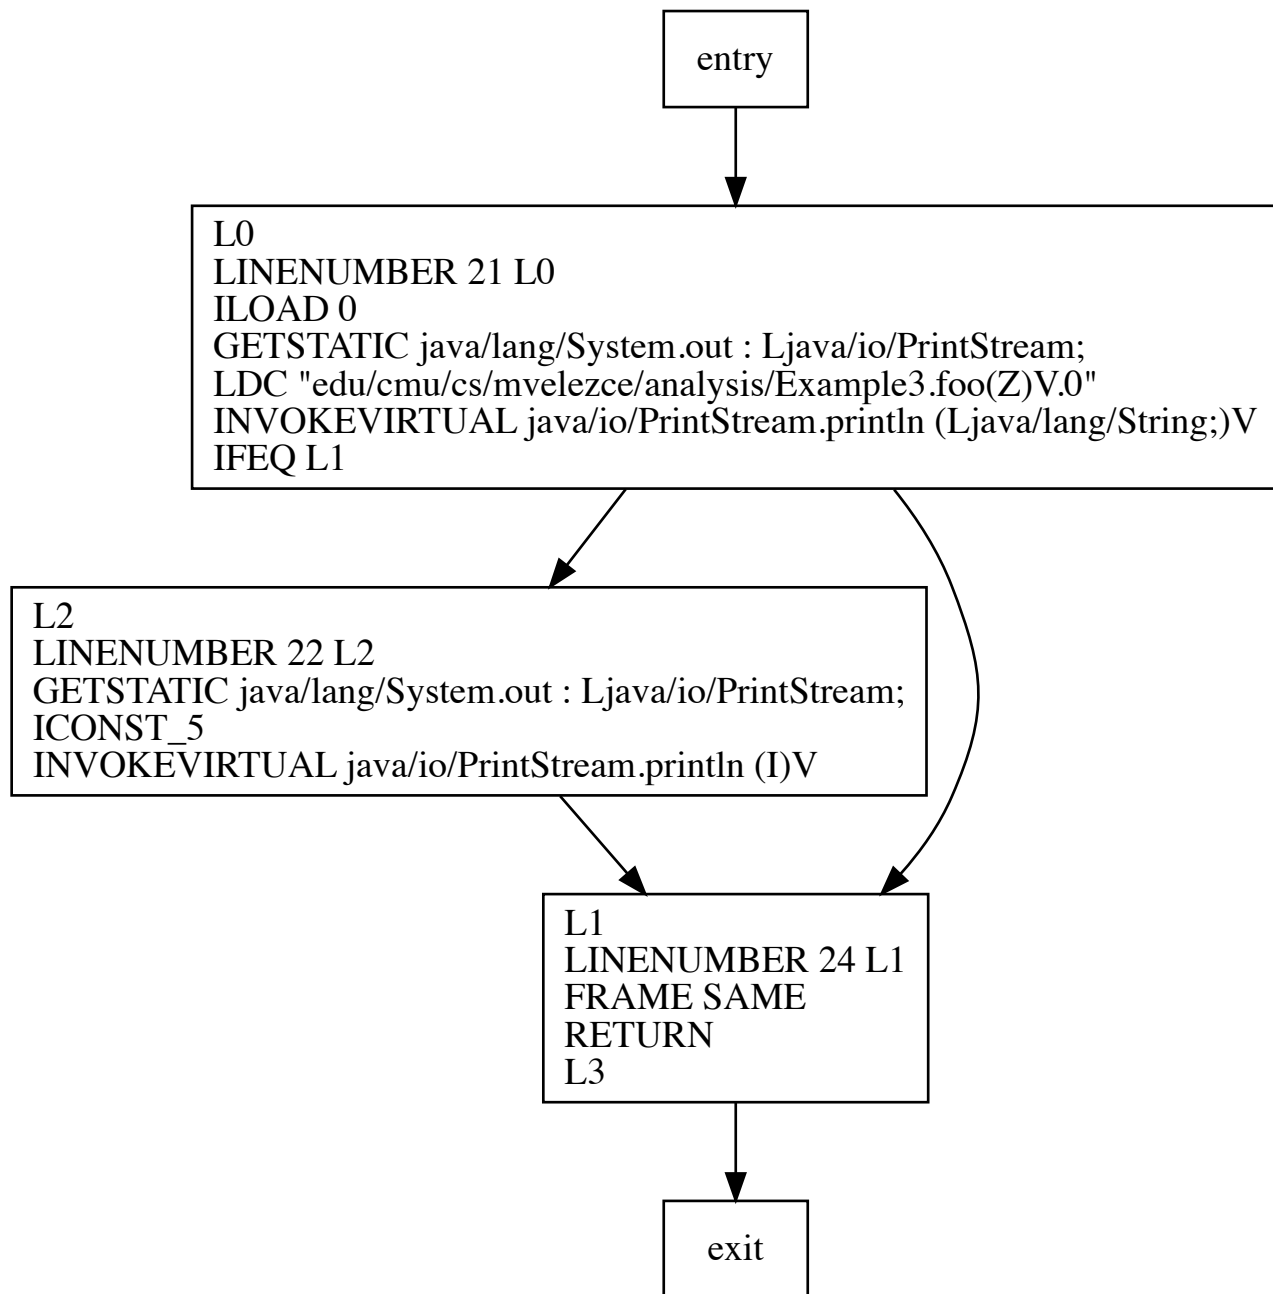 entry
L0
LINENUMBER 21 L0
ILOAD 0
GETSTATIC java/lang/System.out : Ljava/io/PrintStream;
LDC "edu/cmu/cs/mvelezce/analysis/Example3.foo(Z)V.0"
INVOKEVIRTUAL java/io/PrintStream.println (Ljava/lang/String;)V
IFEQ L1
L2
LINENUMBER 22 L2
GETSTATIC java/lang/System.out : Ljava/io/PrintStream;
ICONST_5
INVOKEVIRTUAL java/io/PrintStream.println (I)V
L1
LINENUMBER 24 L1
FRAME SAME
RETURN
L3
exit